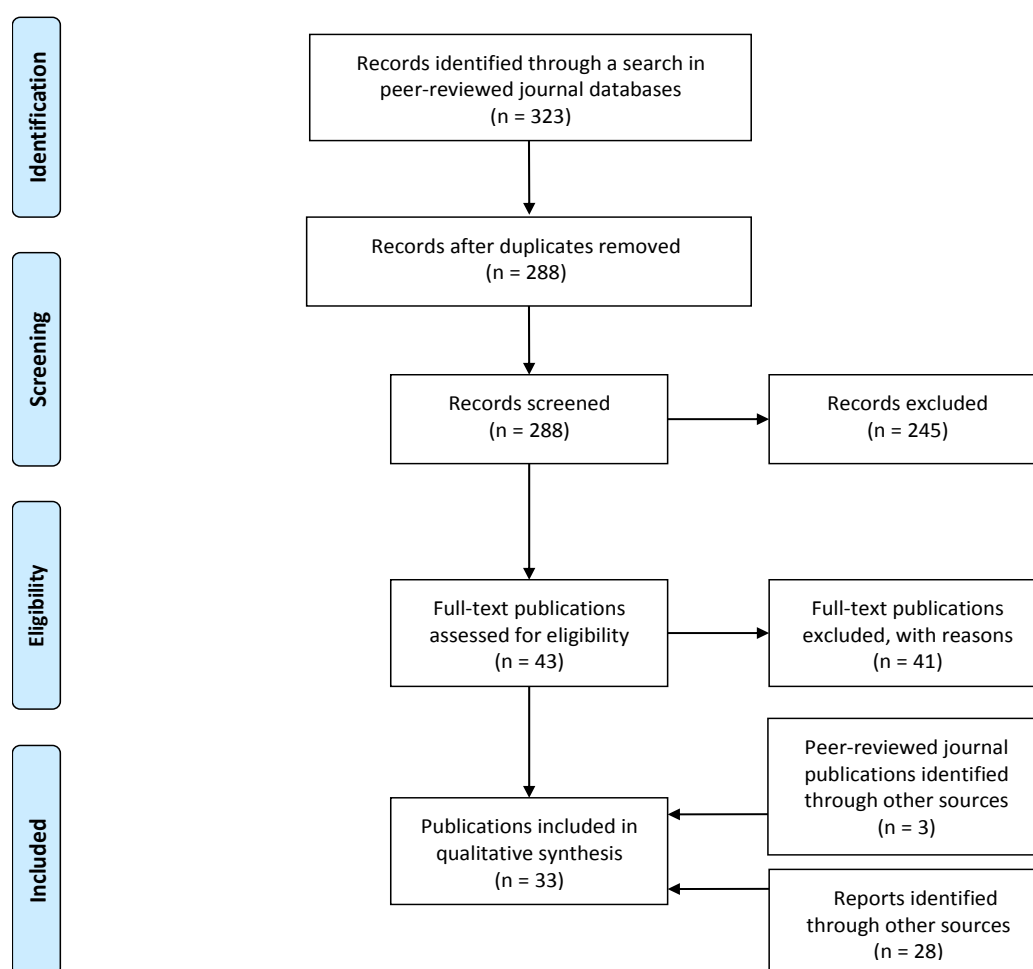 Identification
Records identified through a search in
peer-reviewed journal databases
(n = 323)
Records after duplicates removed
(n = 288)
Screening
Records screened
(n = 288)
Records excluded
(n = 245)
Eligibility
Full-text publications
assessed for eligibility
(n = 43)
Full-text publications
excluded, with reasons
(n = 41)
Included
Peer-reviewed journal
publications identified
through other sources
(n = 3)
Publications included in
qualitative synthesis
(n = 33)
Reports identified
through other sources
(n = 28)